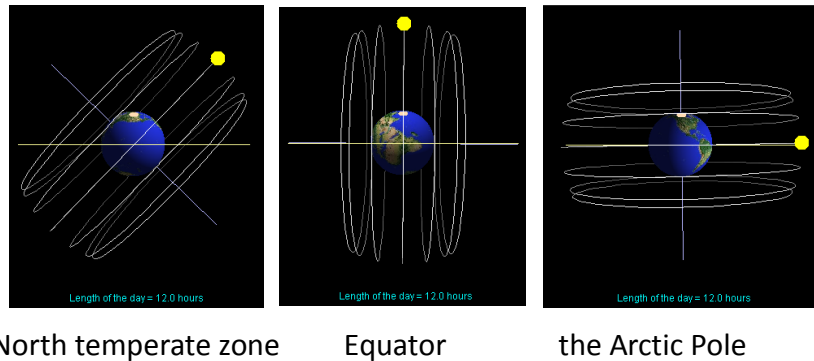 Length of the day = 12.0 hours
Length of the day = 12.0 hours
Length of the day = 12.0 hours
North temperate zone
Equator
the Arctic Pole